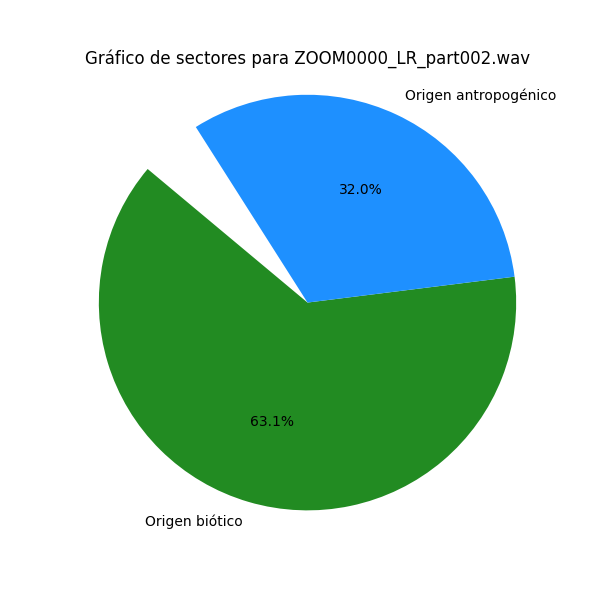 Gráfico de sectores para ZOOM0000_LR_part002.wav
Origen antropogénico
32.0%
63.1%
Origen biótico